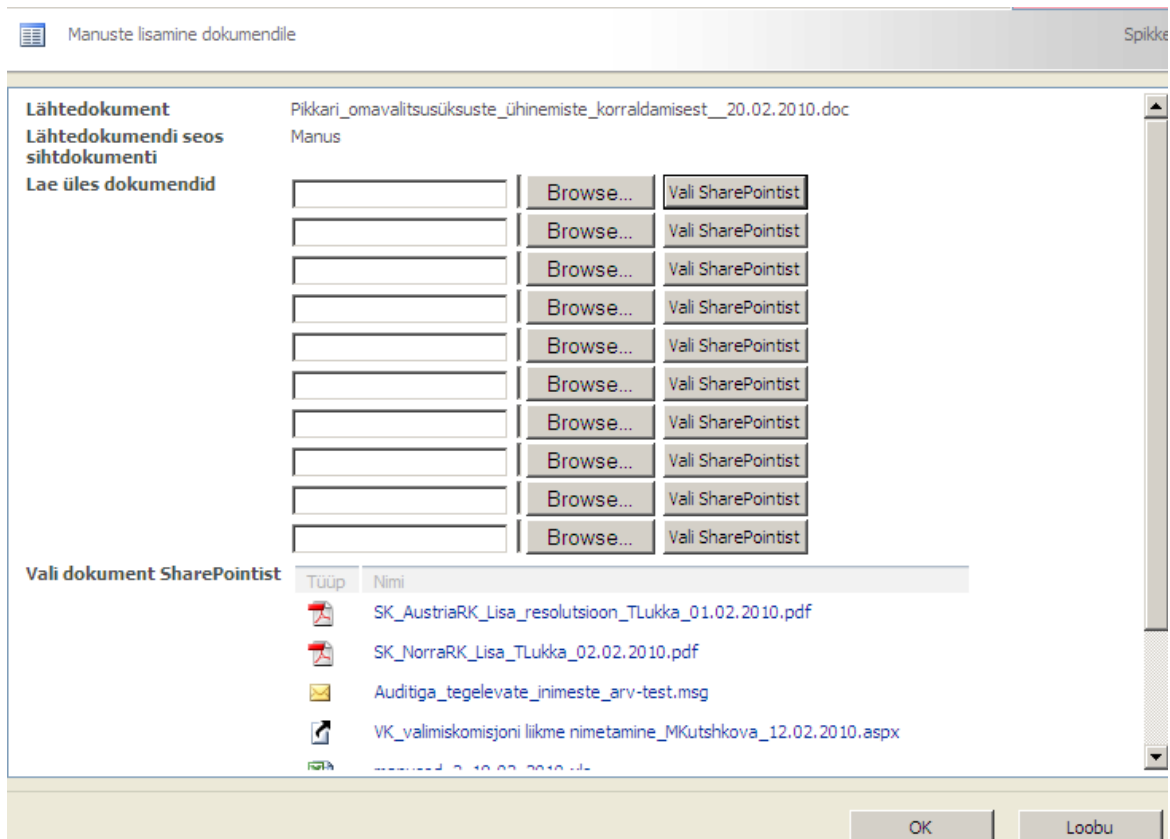 Manuste lisamine dokumendile
Spikke
Lähtedokument Pikkari_omavalitsusüksuste_ühinemiste_korraldamisest__20.02.2010.doc
Lähtedokumendi seos Manus
sihtdokumenti
Lae üles dokumendid Browse... Vali SharePointist
Browse... Vali SharePointist
Browse... Vali SharePointist
Browse... Vali SharePointist
Browse... Vali SharePointist
Browse... Vali SharePointist
Browse... Vali SharePointist
Browse... Vali SharePointist
Browse... Vali SharePointist
Browse... Vali SharePointist
Vali dokument SharePointist Tüüp Nimi
SK_AustriaRK_Lisa_resolutsioon_TLukka_01.02.2010.pdf
SK_NorraRK_Lisa_TLukka_02.02.2010.pdf
Auditiga_tegelevate_inimeste_arv-test.msg
VK_valimiskomisjoni liikme nimetamine_MKutshkova_12.02.2010.aspx
OK Loobu